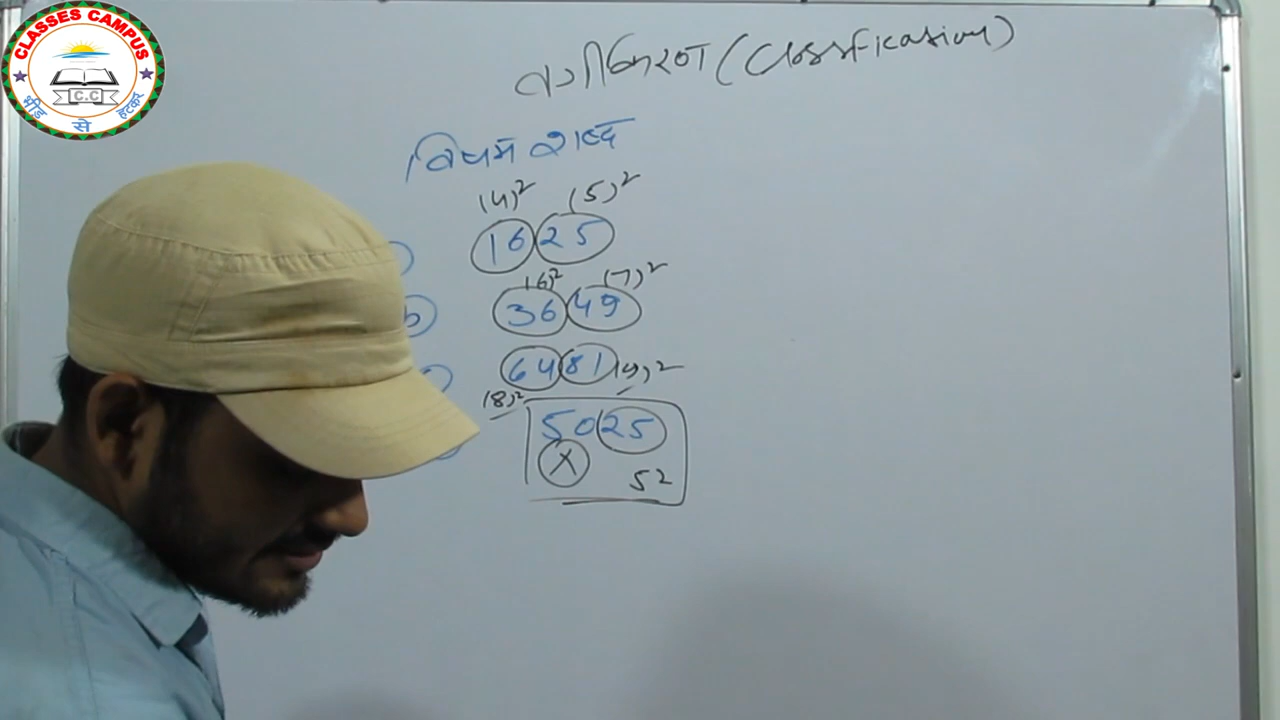 CLASSES CAMPUS
C.C
भीड़ से हटकर
वर्गीकरण (Classification)
विषम शब्द
(4)² (5)²
16 25
(6)² (7)²
b 36 49
64 81 (9)²
(8)²
50 25
X 5²